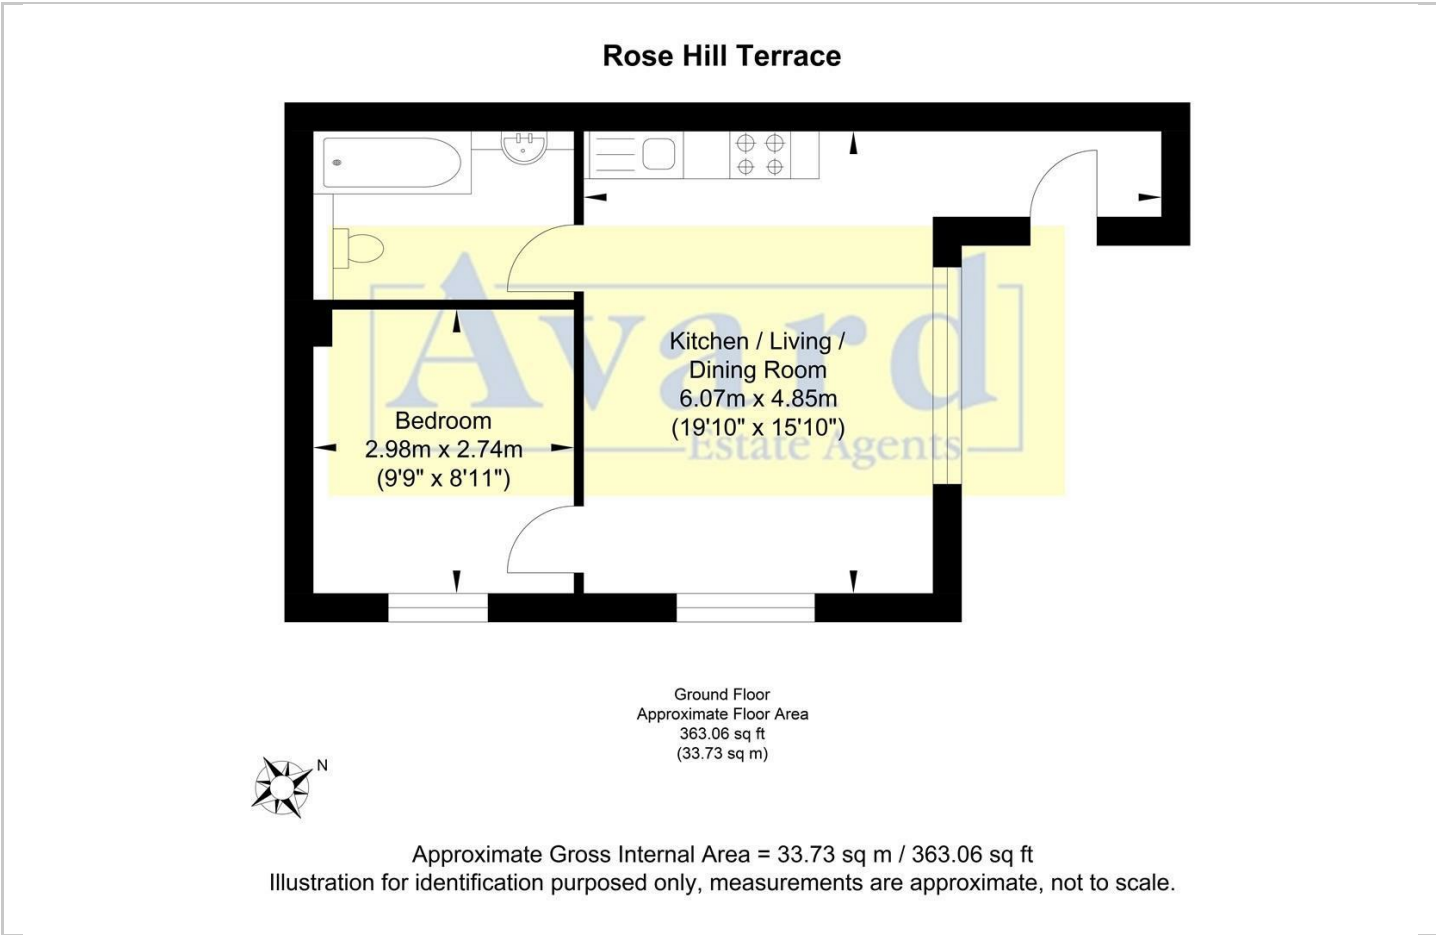 Rose Hill Terrace
Avard
Estate Agents
Kitchen / Living /
Dining Room
6.07m x 4.85m
(19'10" x 15'10")
Bedroom
2.98m x 2.74m
(9'9" x 8'11")
Ground Floor
Approximate Floor Area
363.06 sq ft
(33.73 sq m)
N
Approximate Gross Internal Area = 33.73 sq m / 363.06 sq ft
Illustration for identification purposed only, measurements are approximate, not to scale.